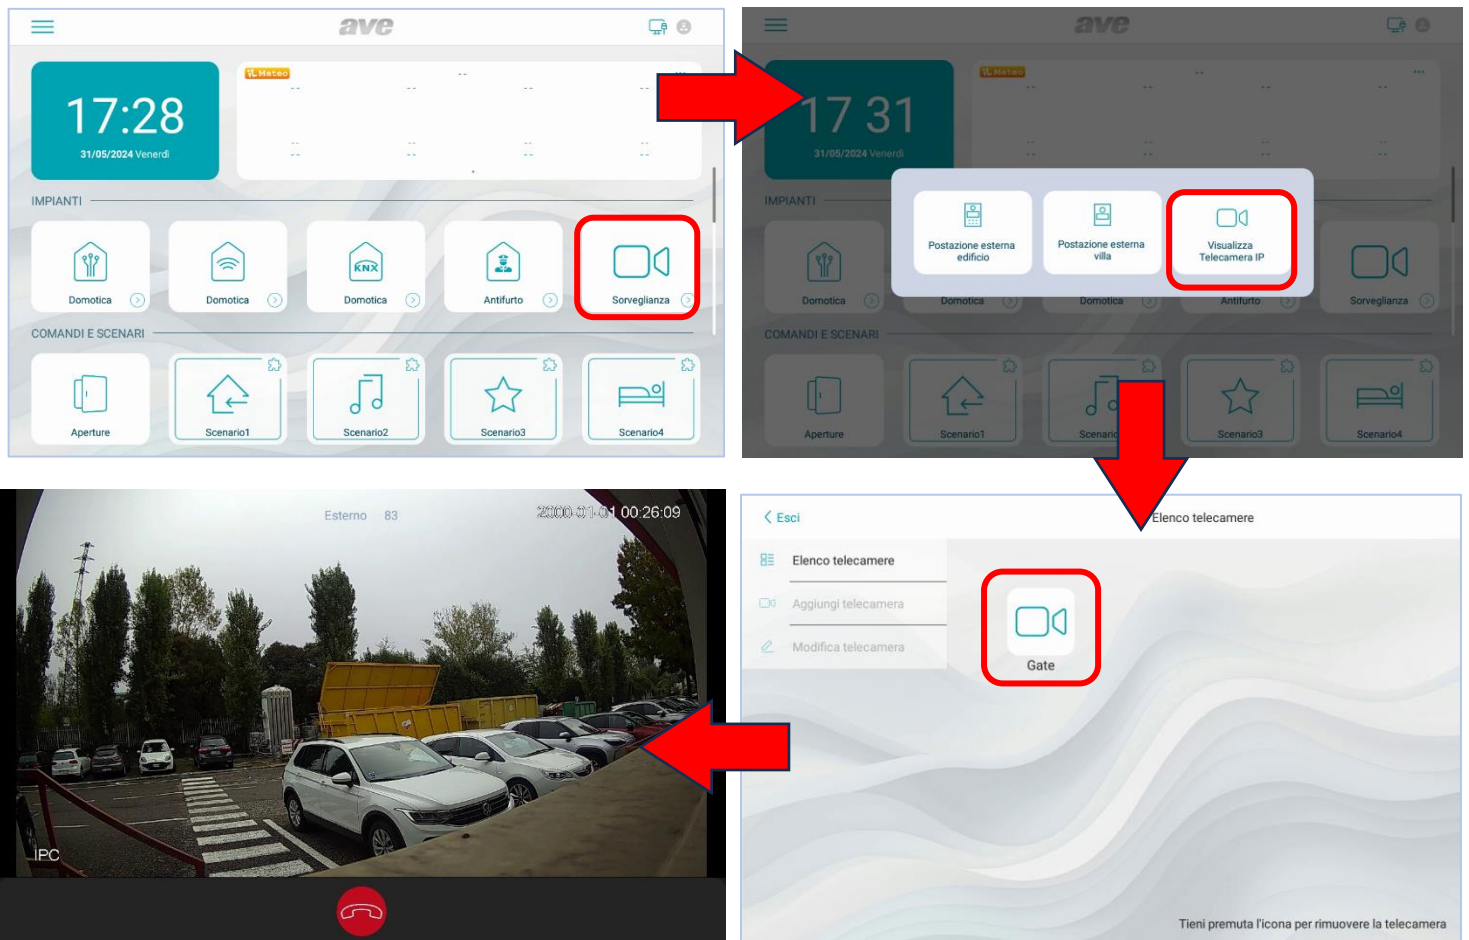 ave
iL Meteo
--
...
-- -- -- --
17:28
31/05/2024 Venerdì
-- -- -- --
-- -- -- --
IMPIANTI
KNX
Domotica
Domotica
Domotica
Antifurto
Sorveglianza
COMANDI E SCENARI
Aperture
Scenario1
Scenario2
Scenario3
Scenario4
ave
iL Meteo
--
...
-- -- -- --
17 31
31/05/2024 Venerdì
-- -- -- --
-- -- -- --
IMPIANTI
Postazione esterna
edificio
Postazione esterna
villa
Visualizza
Telecamera IP
Domotica
Domotica
Domotica
Antifurto
Sorveglianza
COMANDI E SCENARI
Aperture
Scenario1
Scenario3
Scenario4
Esterno 83
2000-01-01 00:26:09
IPC
Esci
Elenco telecamere
Elenco telecamere
Aggiungi telecamera
Modifica telecamera
Gate
Tieni premuta l'icona per rimuovere la telecamera